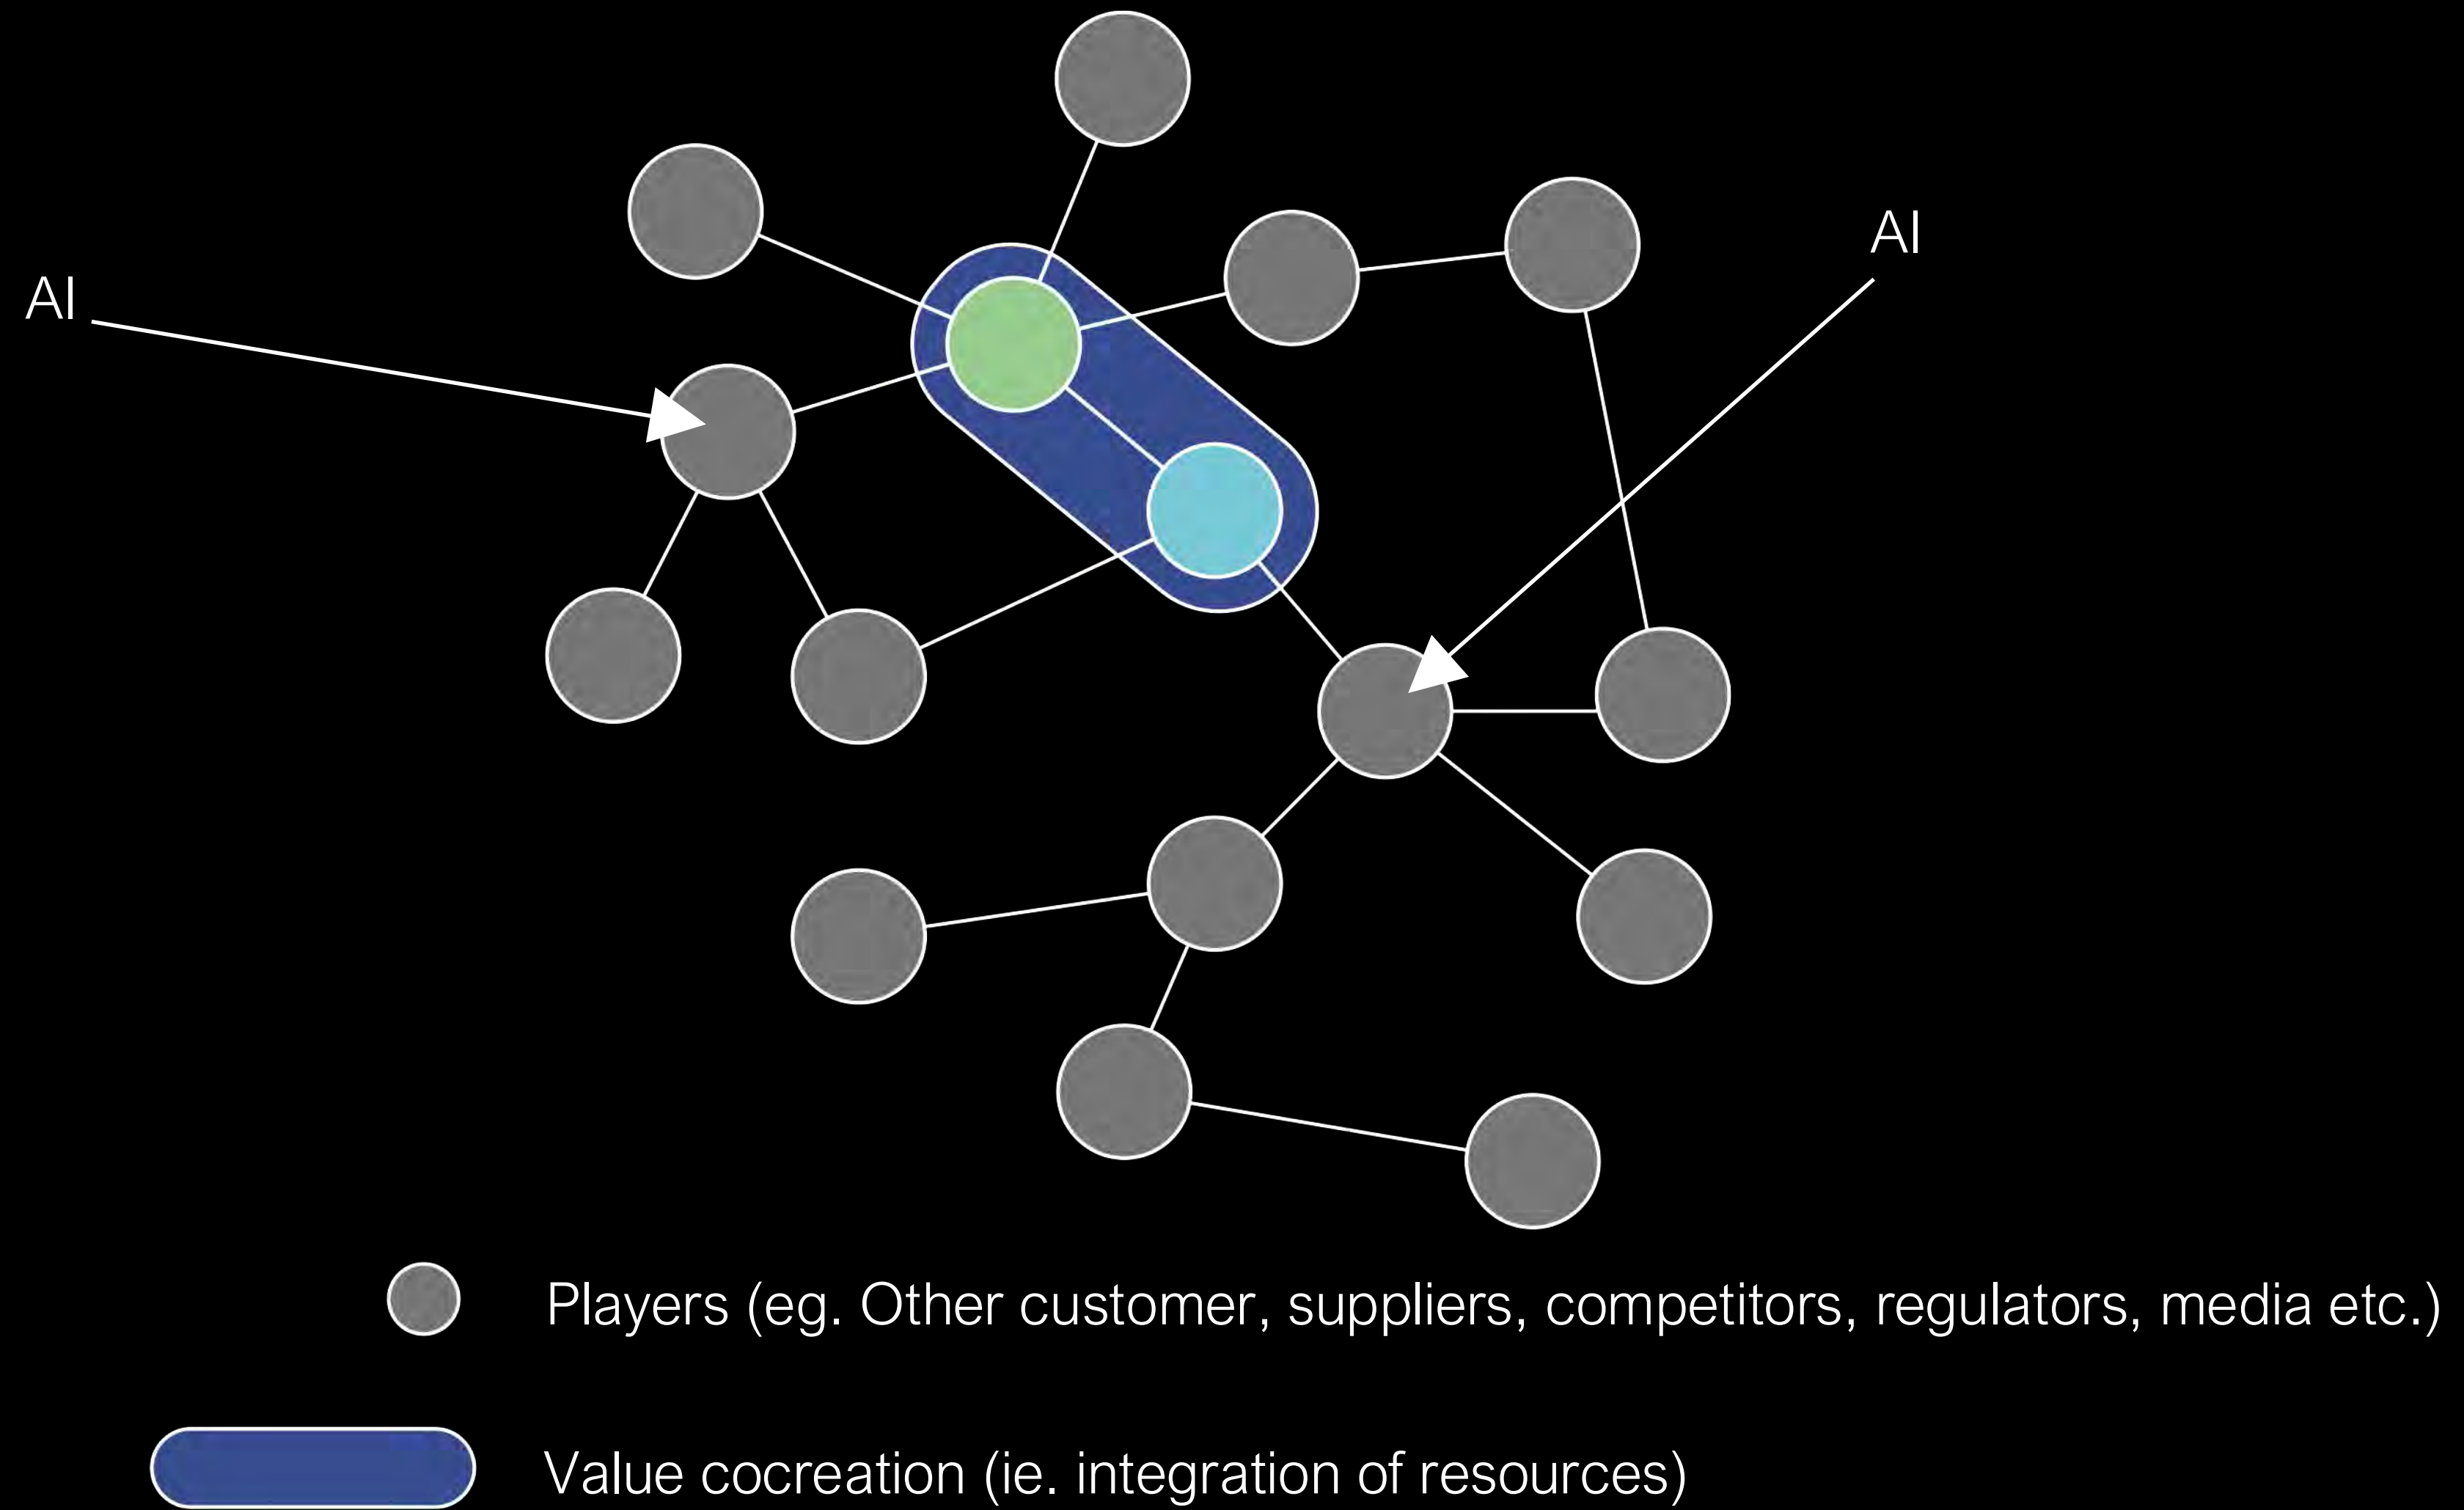 AI
AI
Players (eg. Other customer, suppliers, competitors, regulators, media etc.)
Value cocreation (ie. integration of resources)